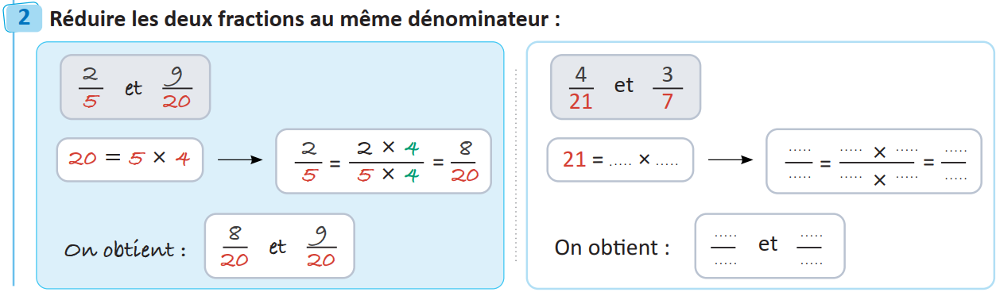 2 Réduire les deux fractions au même dénominateur :
2/5 et 9/20
20 = 5 × 4
2/5 = 2 × 4 / 5 × 4 = 8/20
On obtient : 8/20 et 9/20
4/21 et 3/7
21 = ..... × .....
...../..... = ..... × ..... / ..... × ..... = ...../.....
On obtient : ...../..... et ...../.....